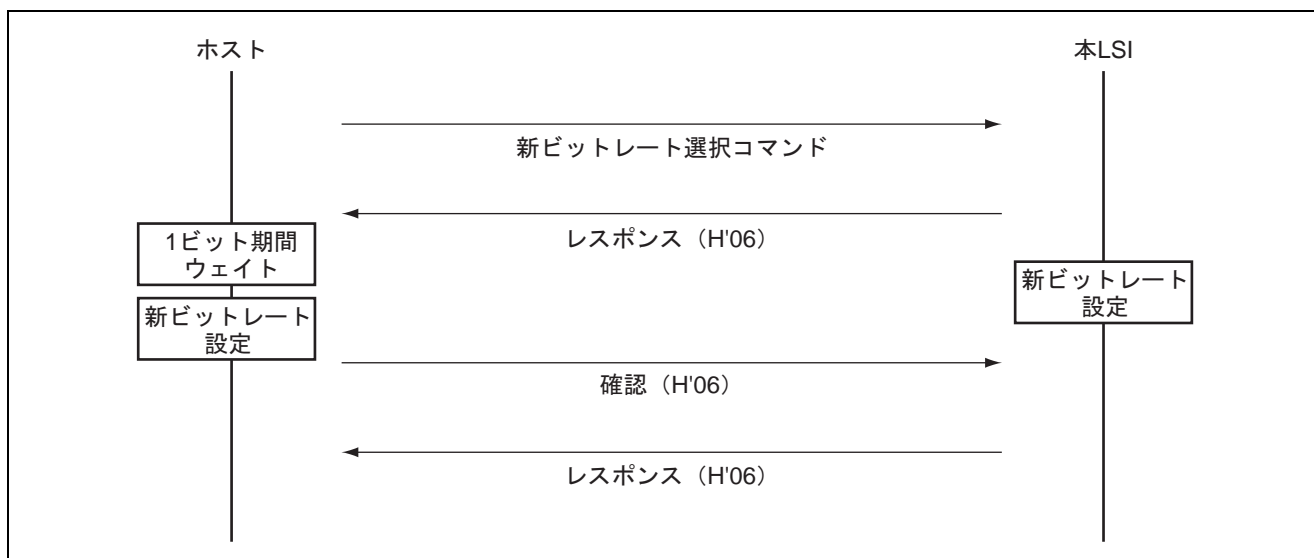 ホスト
本LSI
新ビットレート選択コマンド
レスポンス（H'06）
1ビット期間
ウェイト
新ビットレート
設定
新ビットレート
設定
確認（H'06）
レスポンス（H'06）